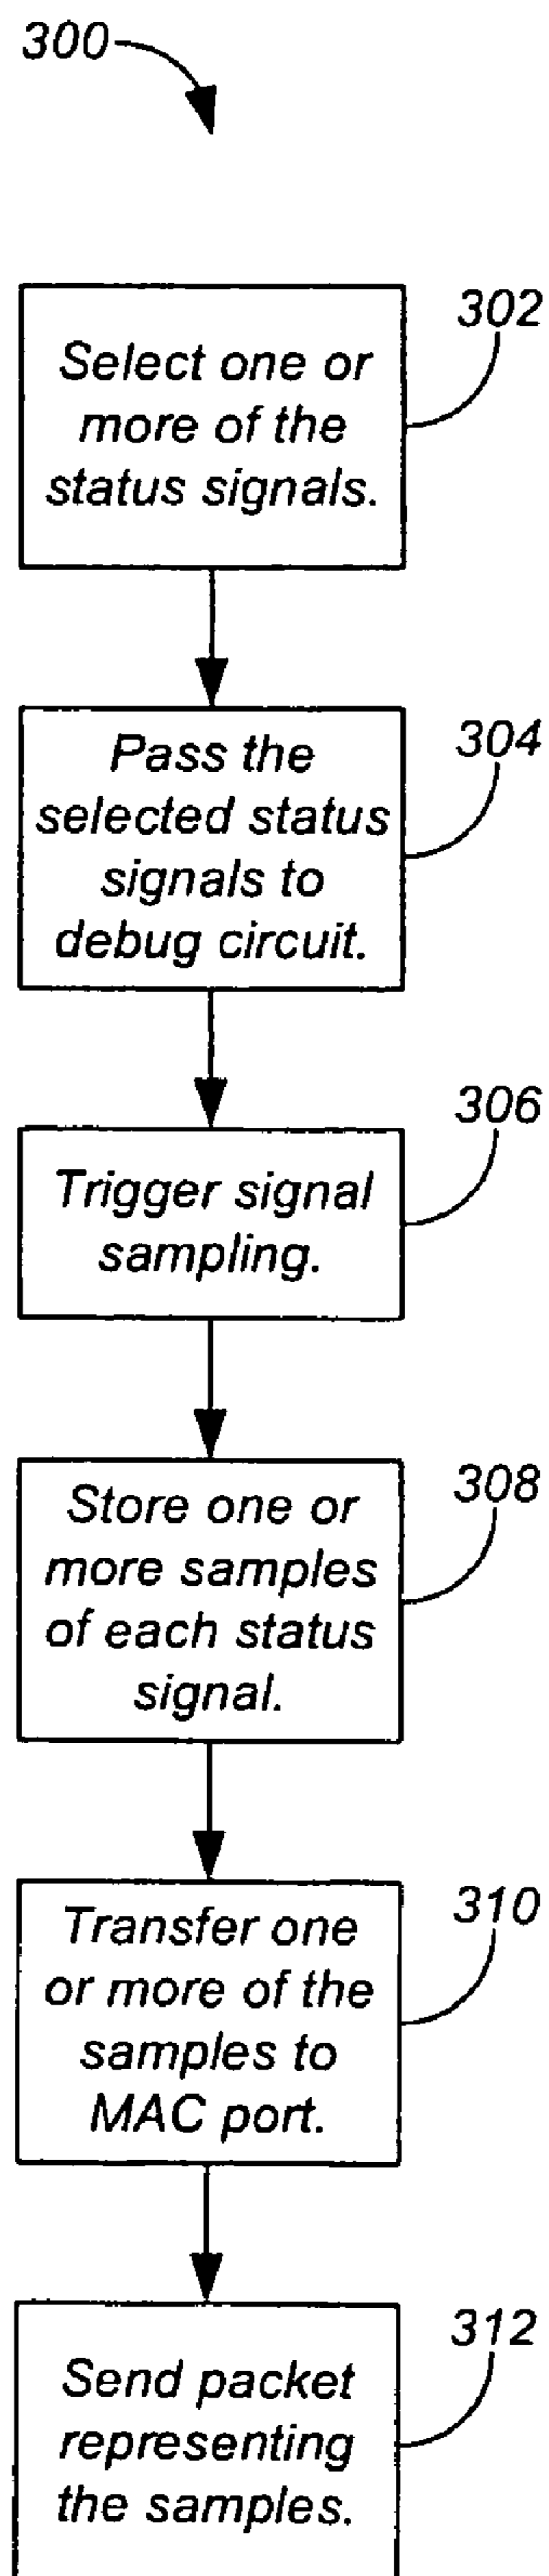 300
302
Select one or
more of the
status signals.
304
Pass the
selected status
signals to
debug circuit.
306
Trigger signal
sampling.
308
Store one or
more samples
of each status
signal.
310
Transfer one
or more of the
samples to
MAC port.
312
Send packet
representing
the samples.